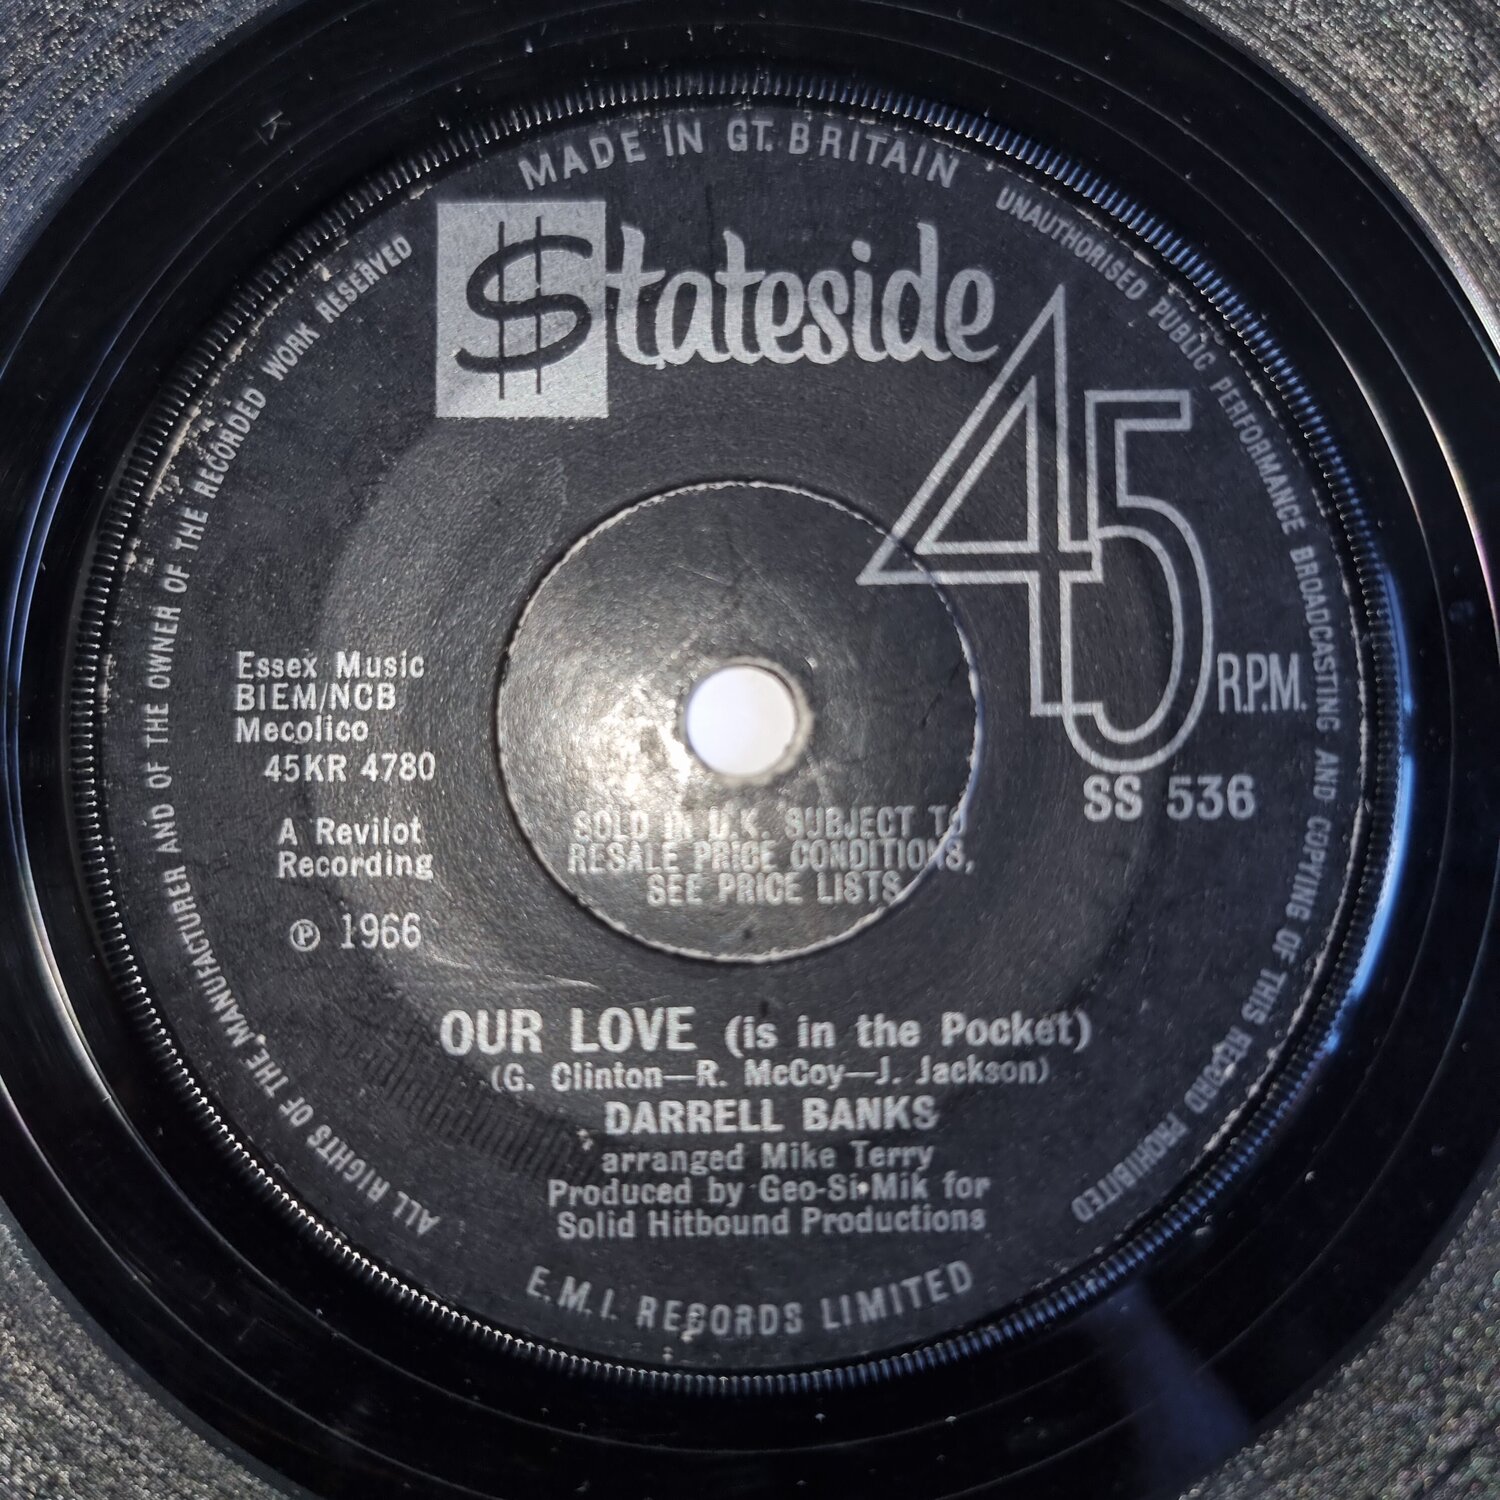 MADE IN GT. BRITAIN
UNAUTHORISED PUBLIC PERFORMANCE BROADCASTING AND COPYING OF THIS RECORD PROHIBITED
ALL RIGHTS OF THE MANUFACTURER AND OF THE OWNER OF THE RECORDED WORK RESERVED
Stateside
45
R.P.M.
Essex Music
BIEM/NCB
Mecolico
45KR 4780
SS 536
A Revilot
Recording
SOLD IN U.K. SUBJECT TO
RESALE PRICE CONDITIONS,
SEE PRICE LISTS
℗ 1966
OUR LOVE (is in the Pocket)
(G. Clinton—R. McCoy—J. Jackson)
DARRELL BANKS
arranged Mike Terry
Produced by Geo-Si-Mik for
Solid Hitbound Productions
E.M.I. RECORDS LIMITED